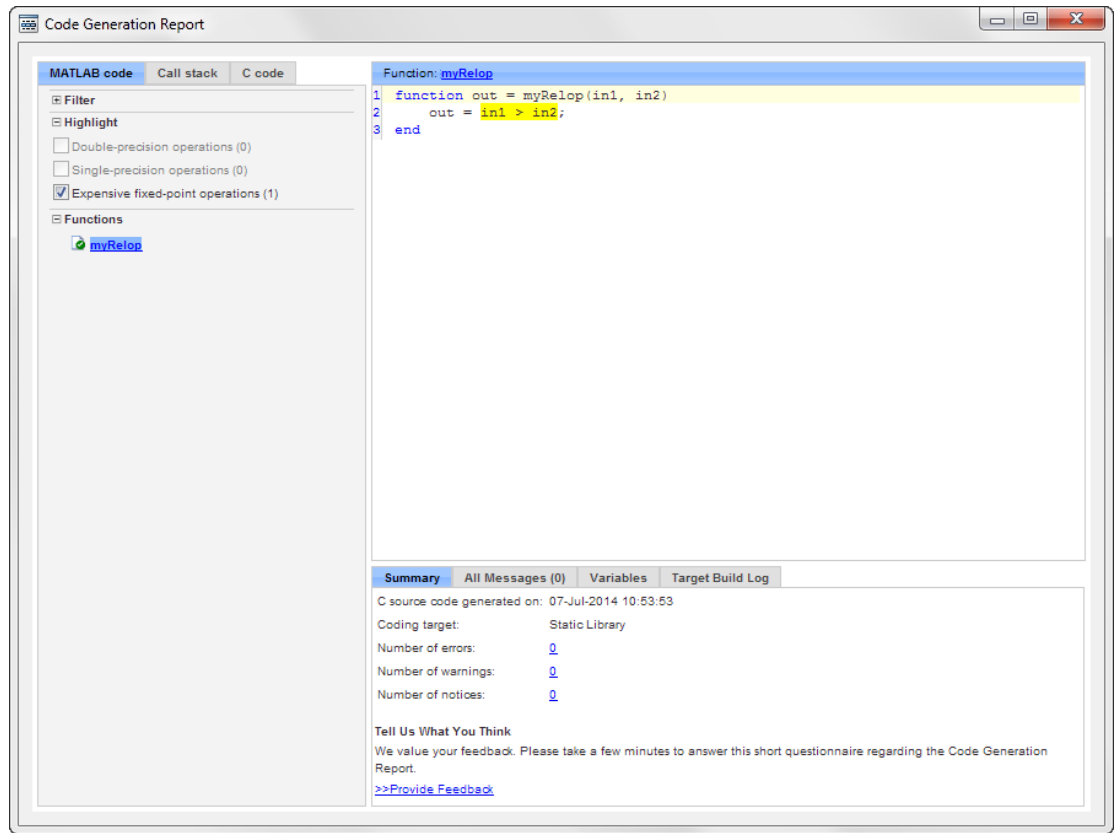 Code Generation Report
MATLAB code Call stack C code
Filter
Highlight
Double-precision operations (0)
Single-precision operations (0)
Expensive fixed-point operations (1)
Functions
myRelop
Function: myRelop
1 function out = myRelop(in1, in2)
2 out = in1 > in2;
3 end
Summary All Messages (0) Variables Target Build Log
C source code generated on: 07-Jul-2014 10:53:53
Coding target: Static Library
Number of errors: 0
Number of warnings: 0
Number of notices: 0
Tell Us What You Think
We value your feedback. Please take a few minutes to answer this short questionnaire regarding the Code Generation
Report.
>>Provide Feedback